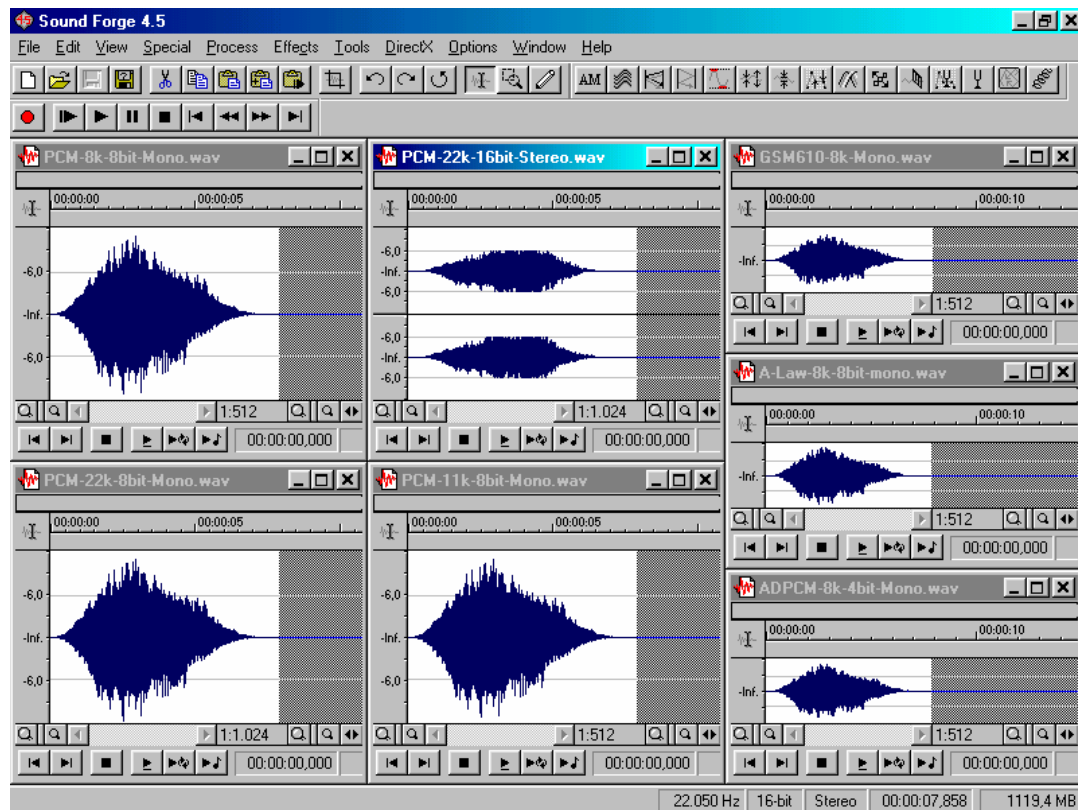 Sound Forge 4.5
File Edit View Special Process Effects Tools DirectX Options Window Help
AM
PCM-8k-8bit-Mono.wav
00:00:00 00:00:05
-6,0
-Inf.
-6,0
1:512
00:00:00,000
PCM-22k-16bit-Stereo.wav
00:00:00 00:00:05
-6,0
-Inf.
-6,0
-6,0
-Inf.
-6,0
1:1.024
00:00:00,000
GSM610-8k-Mono.wav
00:00:00 00:00:10
-Inf.
1:512
00:00:00,000
A-Law-8k-8bit-mono.wav
00:00:00 00:00:10
-Inf.
1:512
00:00:00,000
PCM-22k-8bit-Mono.wav
00:00:00 00:00:05
-6,0
-Inf.
-6,0
1:1.024
00:00:00,000
PCM-11k-8bit-Mono.wav
00:00:00 00:00:05
-6,0
-Inf.
-6,0
1:512
00:00:00,000
ADPCM-8k-4bit-Mono.wav
00:00:00 00:00:10
-Inf.
1:512
00:00:00,000
22.050 Hz 16-bit Stereo 00:00:07,858 1119,4 MB